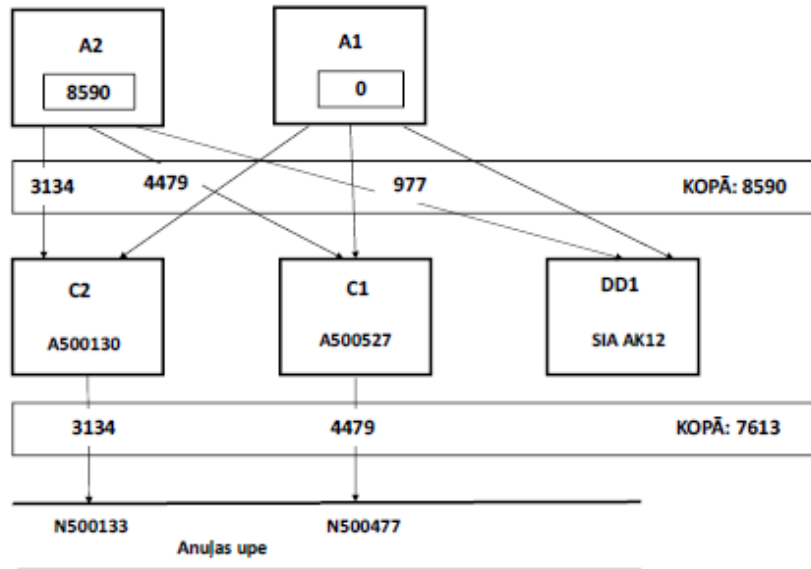 A2
A1
8590
0
3134
4479
977
KOPĀ: 8590
C2
C1
DD1
A500130
A500527
SIA AK12
3134
4479
KOPĀ: 7613
N500133
N500477
Anuļas upe